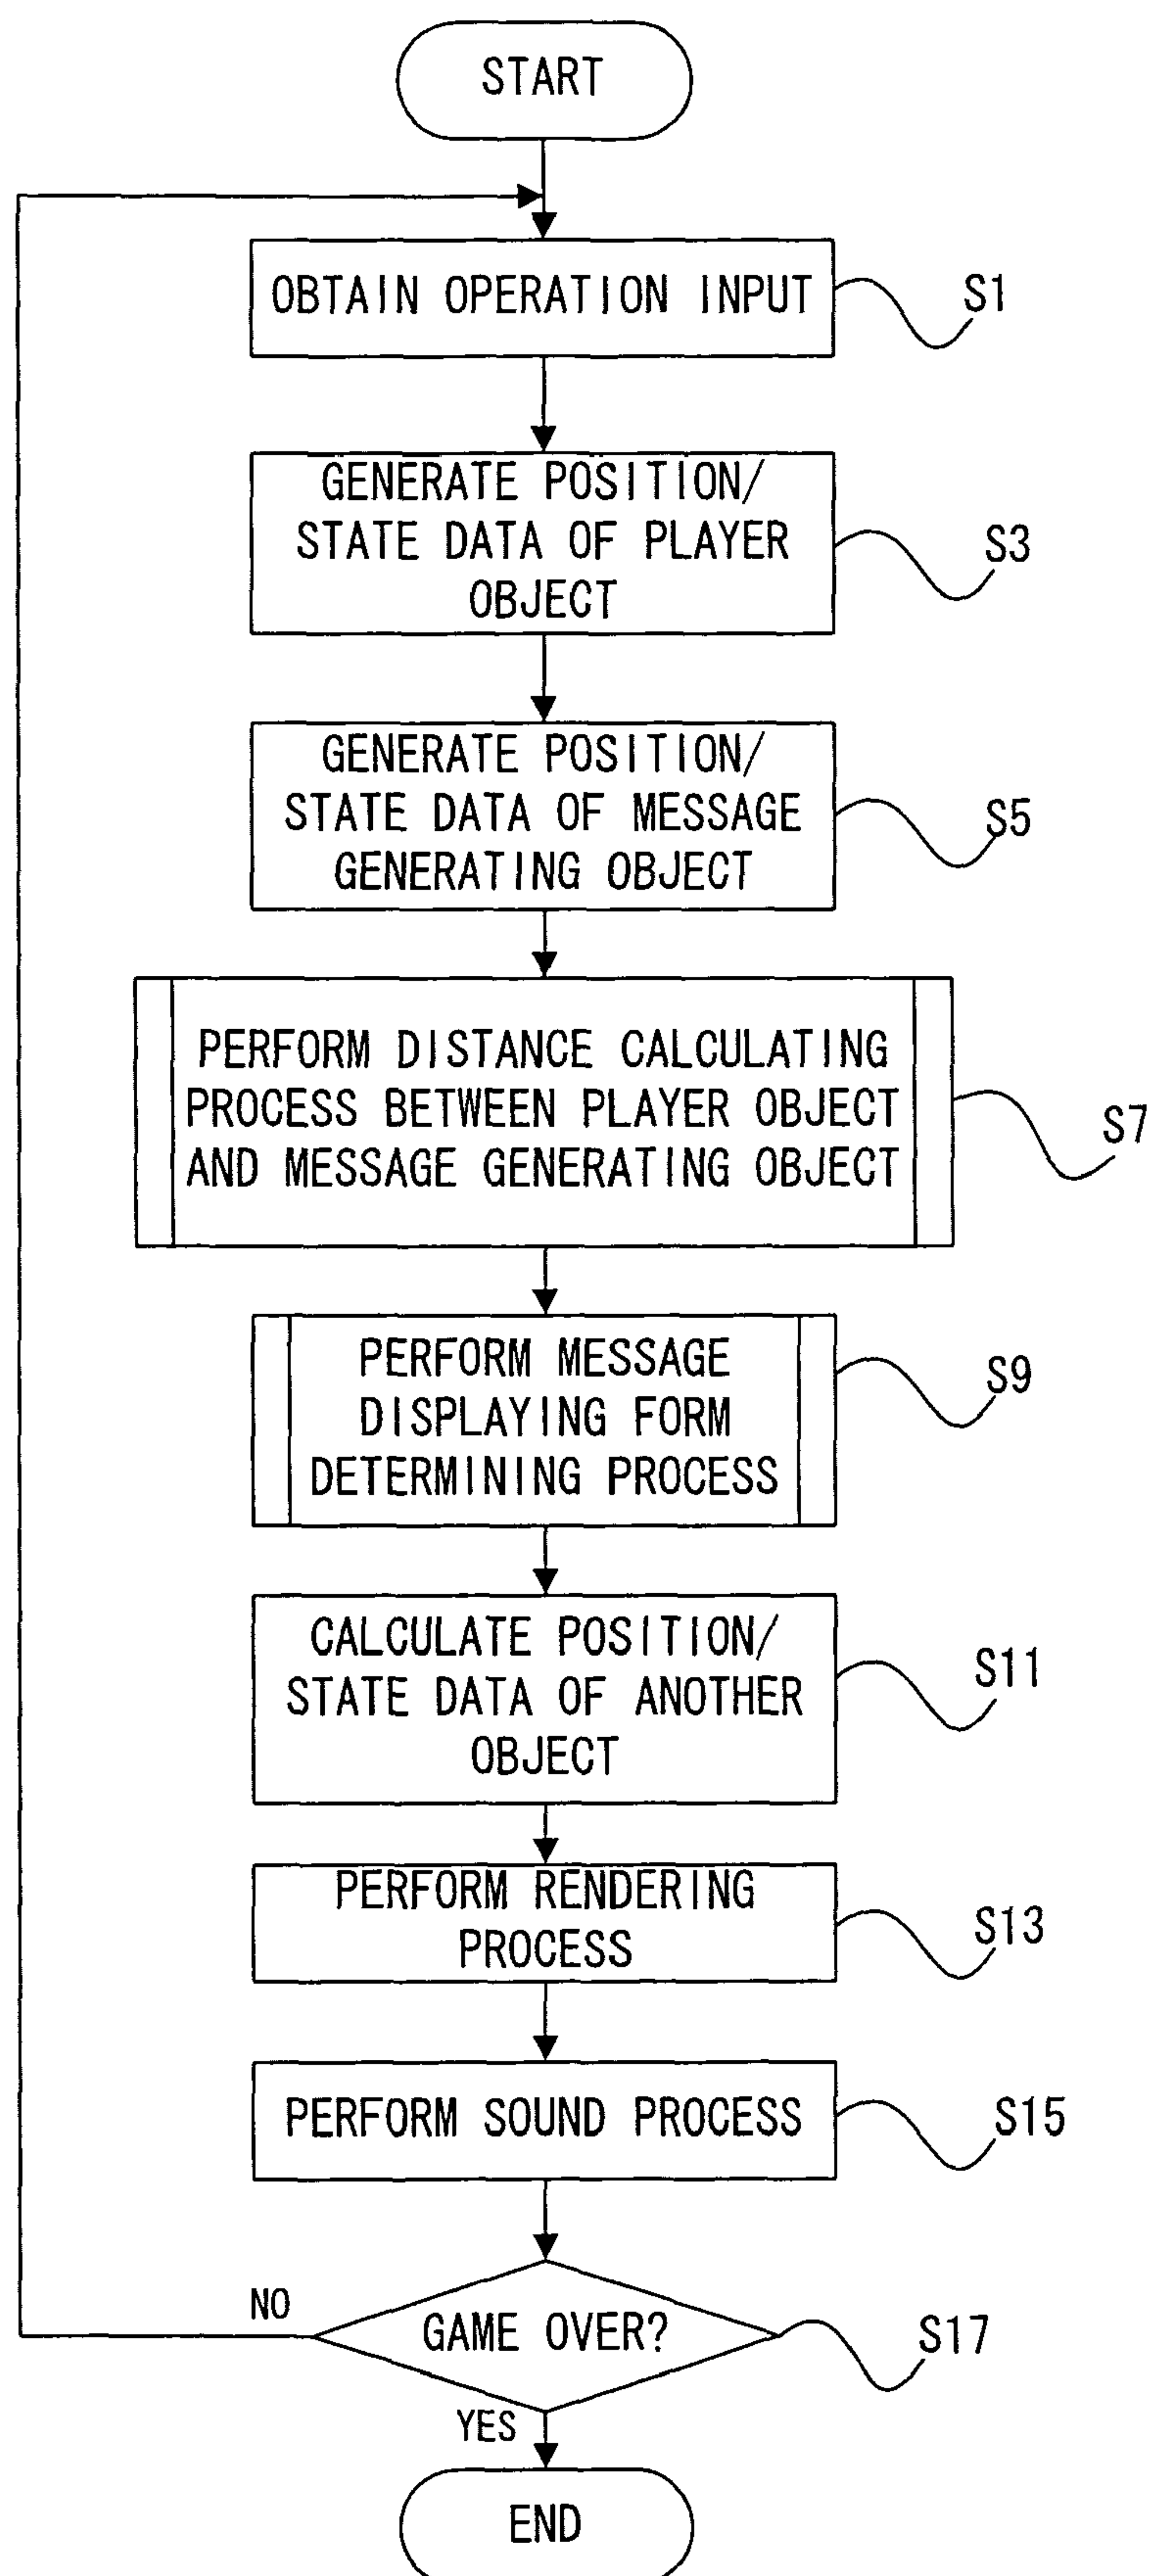 START
OBTAIN OPERATION INPUT
S1
GENERATE POSITION/
STATE DATA OF PLAYER
OBJECT
S3
GENERATE POSITION/
STATE DATA OF MESSAGE
GENERATING OBJECT
S5
PERFORM DISTANCE CALCULATING
PROCESS BETWEEN PLAYER OBJECT
AND MESSAGE GENERATING OBJECT
S7
PERFORM MESSAGE
DISPLAYING FORM
DETERMINING PROCESS
S9
CALCULATE POSITION/
STATE DATA OF ANOTHER
OBJECT
S11
PERFORM RENDERING
PROCESS
S13
PERFORM SOUND PROCESS
S15
NO
GAME OVER?
S17
YES
END